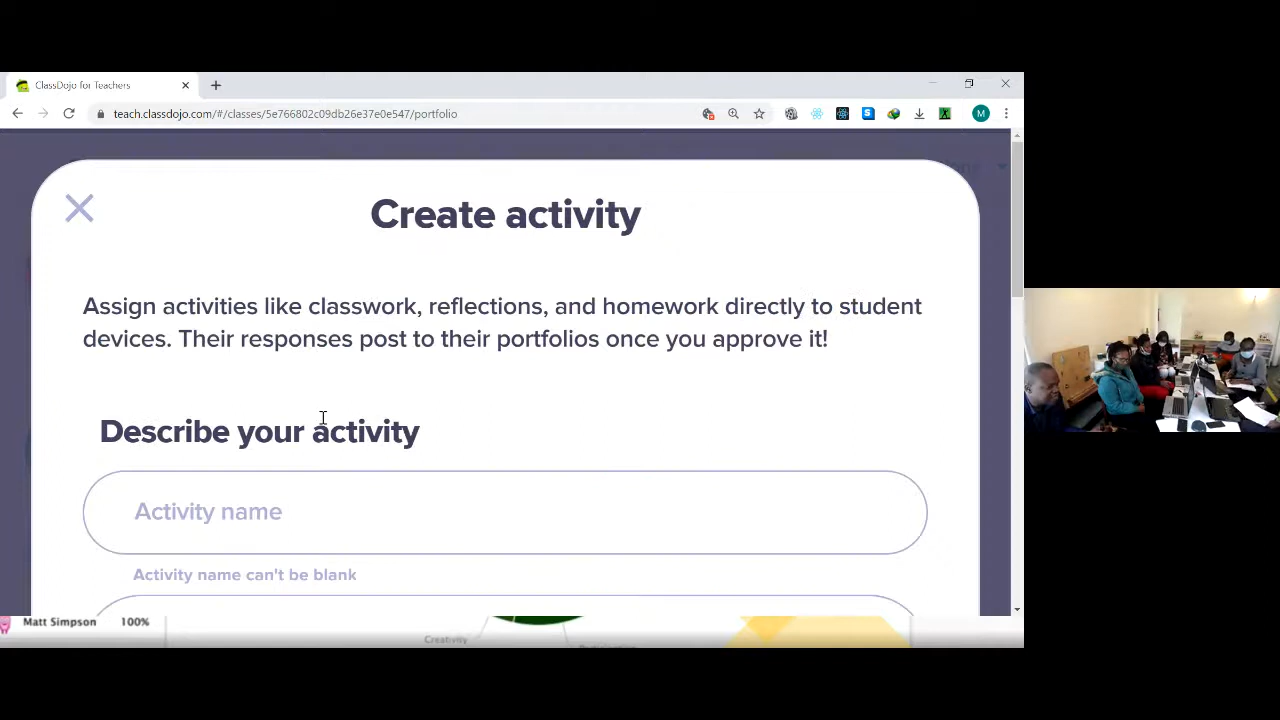 ClassDojo for Teachers
teach.classdojo.com/#/classes/5e766802c09db26e37e0e547/portfolio
M
Create activity
Assign activities like classwork, reflections, and homework directly to student
devices. Their responses post to their portfolios once you approve it!
Describe your activity
Activity name
Activity name can't be blank
Matt Simpson 100%
Creativity